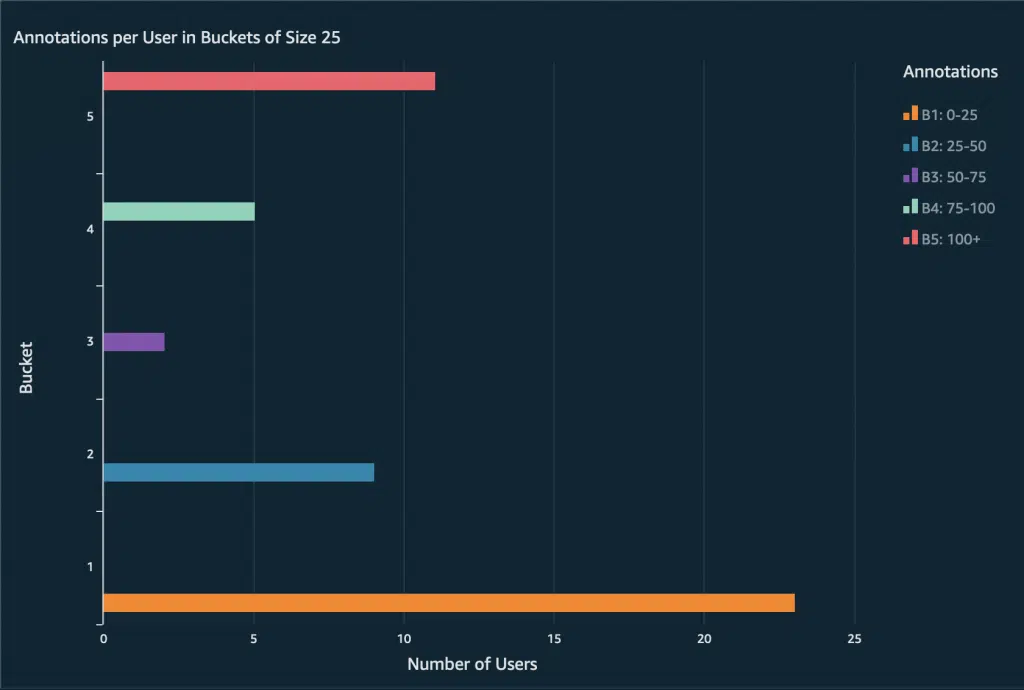 Annotations per User in Buckets of Size 25
Annotations
B1: 0-25
B2: 25-50
B3: 50-75
B4: 75-100
B5: 100+
5
4
3
2
1
Bucket
0 5 10 15 20 25
Number of Users